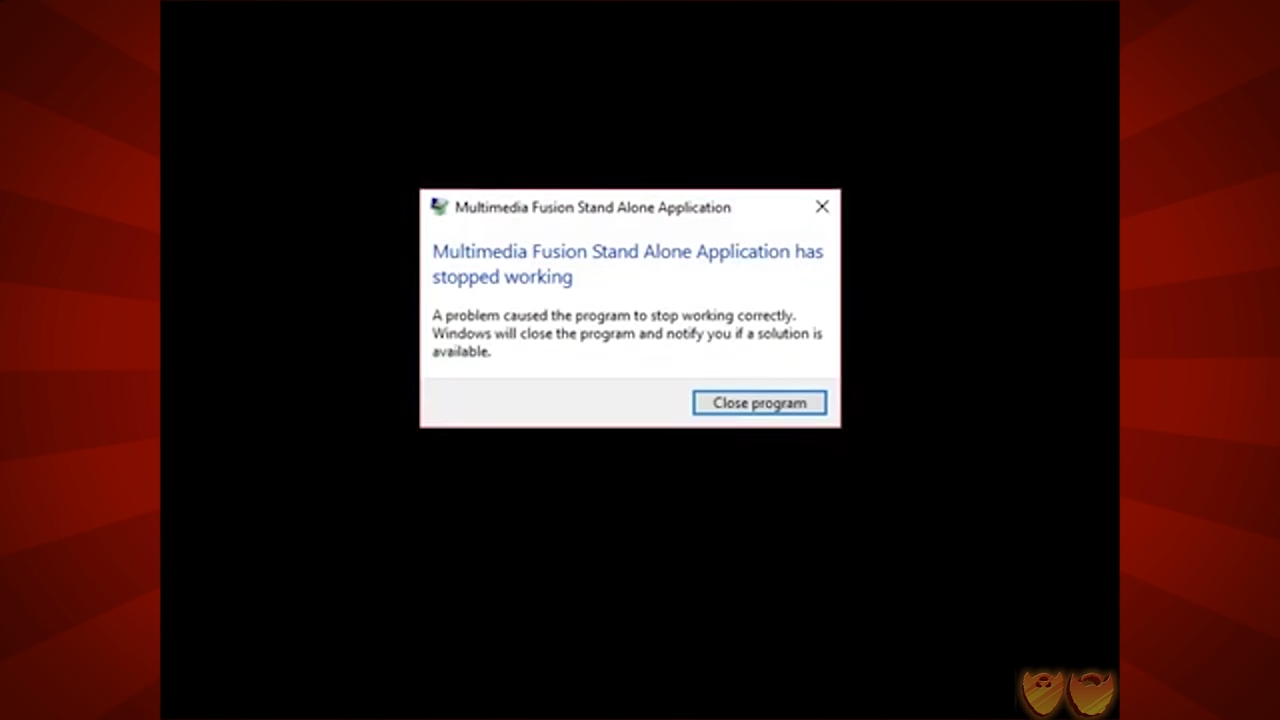 Multimedia Fusion Stand Alone Application
Multimedia Fusion Stand Alone Application has
stopped working
A problem caused the program to stop working correctly.
Windows will close the program and notify you if a solution is
available.
Close program